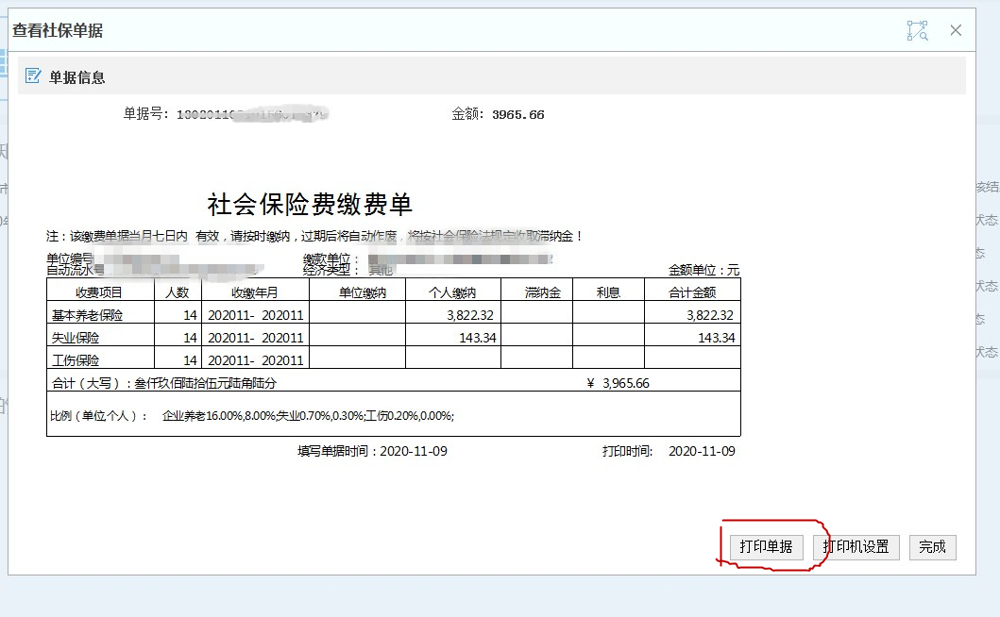 查看社保单据
单据信息
单据号： 金额： 3965.66
社会保险费缴费单
注：该缴费单据当月七日内 有效，请按时缴纳，过期后将自动作废，将按社会保险法规定收取滞纳金！
单位编号 缴款单位：
自动流水号 经济类型： 其他 金额单位：元
收费项目 人数 收缴年月 单位缴纳 个人缴纳 滞纳金 利息 合计金额
基本养老保险 14 202011- 202011 3,822.32 3,822.32
失业保险 14 202011- 202011 143.34 143.34
工伤保险 14 202011- 202011
合计（大写）：叁仟玖佰陆拾伍元陆角陆分 ¥ 3,965.66
比例（单位,个人）： 企业养老16.00%,8.00%;失业0.70%,0.30%;工伤0.20%,0.00%;
填写单据时间：2020-11-09 打印时间: 2020-11-09
打印单据 打印机设置 完成